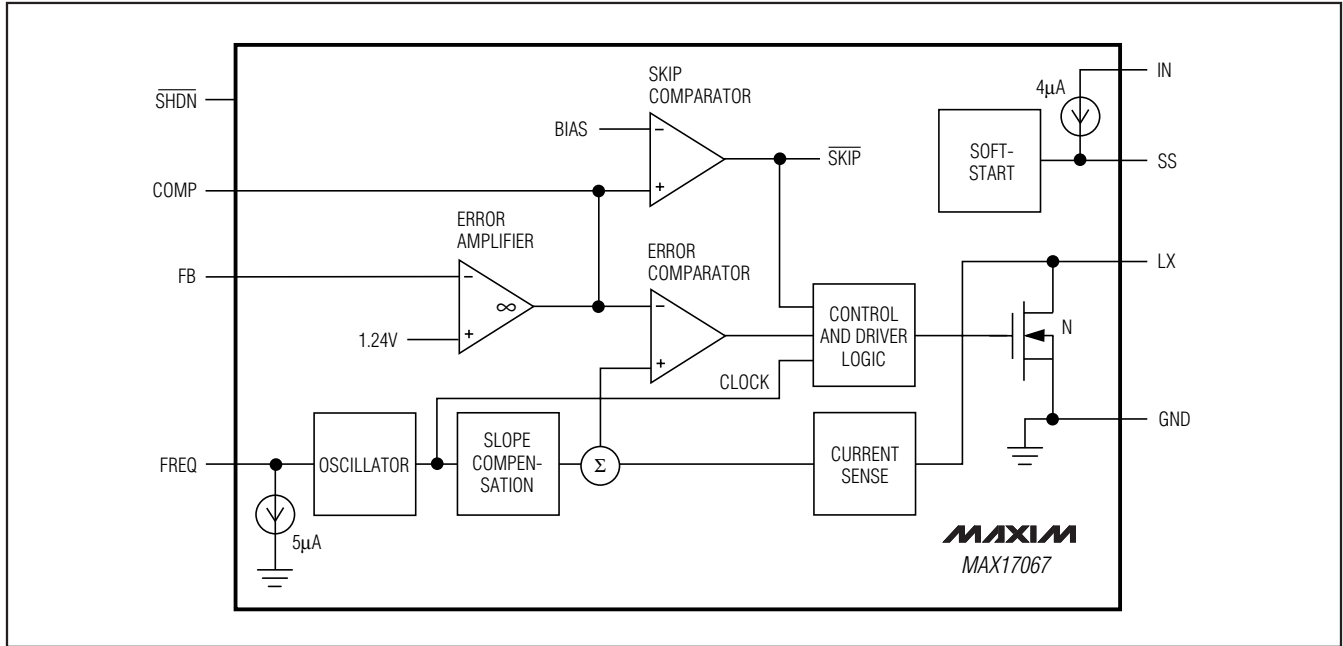 SHDN
COMP
FB
FREQ
SKIP
COMPARATOR
BIAS
−
+
SKIP
ERROR
AMPLIFIER
−
∞
+
1.24V
ERROR
COMPARATOR
−
+
CLOCK
CONTROL
AND DRIVER
LOGIC
OSCILLATOR
SLOPE
COMPEN-
SATION
Σ
CURRENT
SENSE
5µA
4µA
SOFT-
START
N
IN
SS
LX
GND
MAXIM
MAX17067